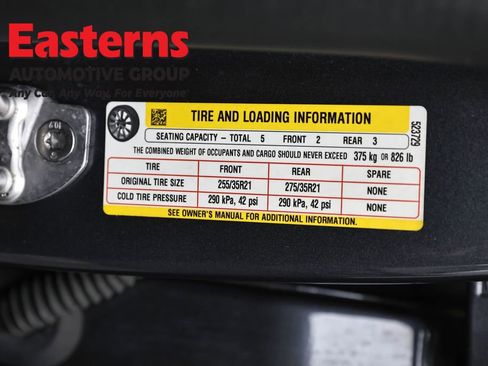 Easterns
AUTOMOTIVE GROUP
Any Car. Any Way. For Everyone
TIRE AND LOADING INFORMATION
SEATING CAPACITY - TOTAL 5 FRONT 2 REAR 3
THE COMBINED WEIGHT OF OCCUPANTS AND CARGO SHOULD NEVER EXCEED 375 kg OR 826 lb
TIRE FRONT REAR SPARE
ORIGINAL TIRE SIZE 255/35R21 275/35R21 NONE
COLD TIRE PRESSURE 290 kPa, 42 psi 290 kPa, 42 psi NONE
SEE OWNER'S MANUAL FOR ADDITIONAL INFORMATION.
523729